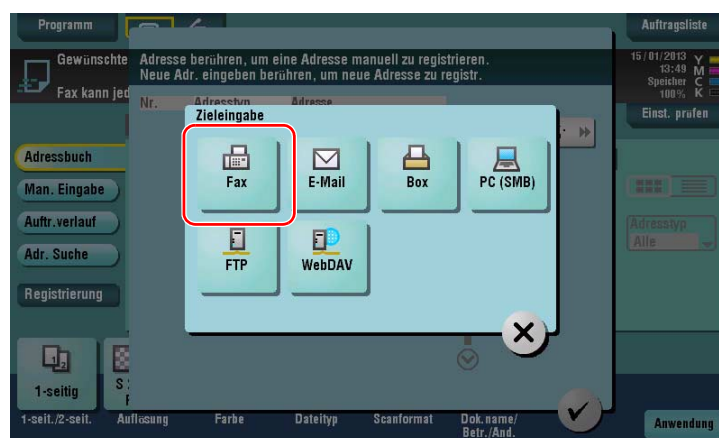 Programm
Auftragsliste
Gewünschte
Fax kann jed
Adresse berühren, um eine Adresse manuell zu regist­rieren.
Neue Adr. eingeben berühren, um neue Adresse zu registr.
15/01/2013
13:49
Speicher
100%
Y
M
C
K
Nr. Adresstyp Adresse
Einst. prüfen
Zieleingabe
Fax
E-Mail
Box
PC (SMB)
FTP
WebDAV
Adressbuch
Man. Eingabe
Auftr.verlauf
Adr. Suche
Registrierung
Adresstyp
Alle
1-seitig
S
1-seit./2-seit.
Auflösung
Farbe
Dateityp
Scanformat
Dok.name/
Betr./And.
Anwendung